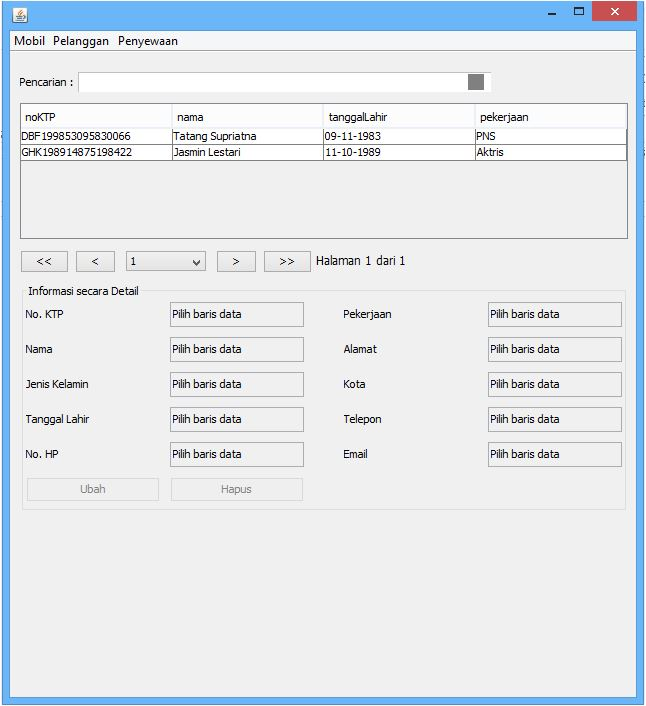 Mobil Pelanggan Penyewaan
Pencarian :
noKTP nama tanggalLahir pekerjaan
DBF199853095830066 Tatang Supriatna 09-11-1983 PNS
GHK198914875198422 Jasmin Lestari 11-10-1989 Aktris
<< < 1 > >> Halaman 1 dari 1
Informasi secara Detail
No. KTP Pilih baris data Pekerjaan Pilih baris data
Nama Pilih baris data Alamat Pilih baris data
Jenis Kelamin Pilih baris data Kota Pilih baris data
Tanggal Lahir Pilih baris data Telepon Pilih baris data
No. HP Pilih baris data Email Pilih baris data
Ubah Hapus